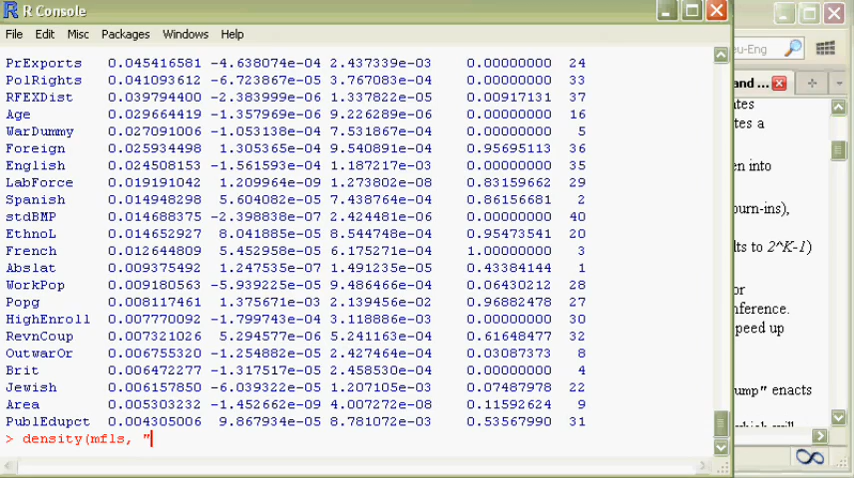 R Console
File Edit Misc Packages Windows Help
PrExports 0.045416581 -4.638074e-04 2.437339e-03 0.00000000 24
PolRights 0.041093612 -6.723867e-05 3.767083e-04 0.00000000 33
RFEXDist 0.039794400 -2.383999e-06 1.337822e-05 0.00917131 37
Age 0.029664419 -1.357969e-06 9.226289e-06 0.00000000 16
WarDummy 0.027091006 -1.053138e-04 7.531867e-04 0.00000000 5
Foreign 0.025934498 1.305365e-04 9.540891e-04 0.95695113 36
English 0.024508153 -1.561593e-04 1.187217e-03 0.00000000 35
LabForce 0.019191042 1.209964e-09 1.273802e-08 0.83159662 29
Spanish 0.014948298 5.604082e-05 7.438764e-04 0.86156681 2
stdBMP 0.014688375 -2.398838e-07 2.424481e-06 0.00000000 40
EthnoL 0.014652927 8.041885e-05 8.544748e-04 0.95473541 20
French 0.012644809 5.452958e-05 6.175271e-04 1.00000000 3
Abslat 0.009375492 1.247535e-07 1.491235e-05 0.43384144 1
WorkPop 0.009180563 -5.939225e-05 9.486466e-04 0.06430212 28
Popg 0.008117461 1.375671e-03 2.139456e-02 0.96882478 27
HighEnroll 0.007770092 -1.799743e-04 3.118886e-03 0.00000000 30
RevnCoup 0.007321026 5.294577e-06 5.241163e-04 0.61648477 32
OutwarOr 0.006755320 -1.254882e-05 2.427464e-04 0.03087373 8
Brit 0.006472277 -1.317517e-05 2.458530e-04 0.00000000 4
Jewish 0.006157850 -6.039322e-05 1.207105e-03 0.07487978 22
Area 0.005303232 -1.452662e-09 4.007272e-08 0.11592624 9
PublEdupct 0.004305006 9.867934e-05 8.781072e-03 0.53567990 31
> density(mfls, "
eu-Eng
and ...
ates
tes a
en into
ourn-ins),
lts to 2^K-1)
or
nference.
peed up
ump" enacts